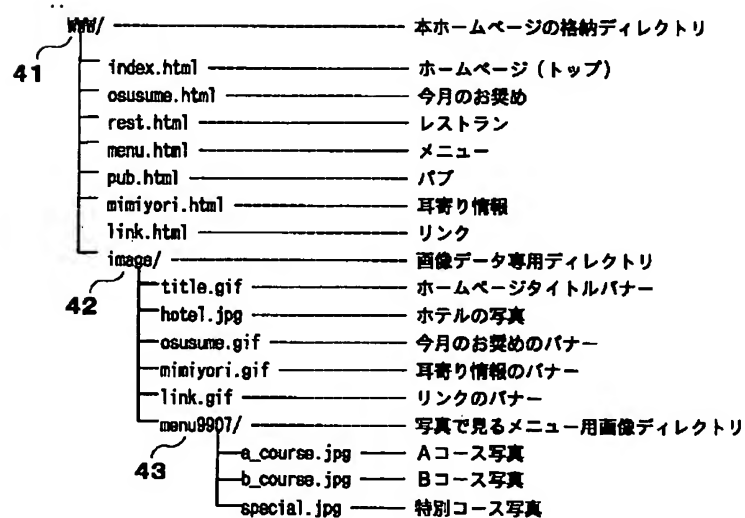 WWW/ 本ホームページの格納ディレクトリ
41
index.html ホームページ（トップ）
osusume.html 今月のお奨め
rest.html レストラン
menu.html メニュー
pub.html パブ
mimiyori.html 耳寄り情報
link.html リンク
image/ 画像データ専用ディレクトリ
42
title.gif ホームページタイトルバナー
hotel.jpg ホテルの写真
osusume.gif 今月のお奨めのバナー
mimiyori.gif 耳寄り情報のバナー
link.gif リンクのバナー
menu9907/ 写真で見るメニュー用画像ディレクトリ
43
a_course.jpg Aコース写真
b_course.jpg Bコース写真
special.jpg 特別コース写真